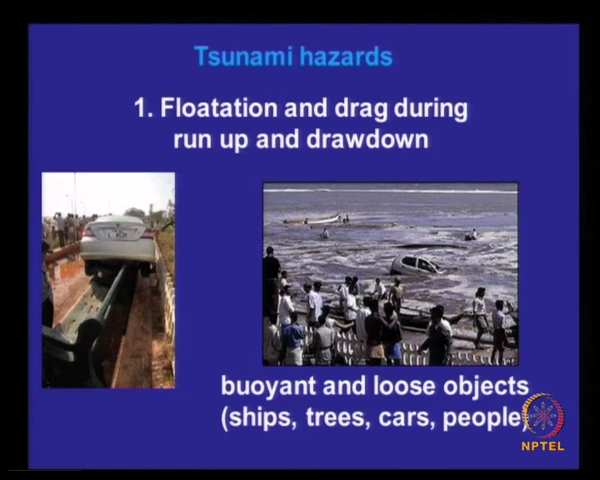 Tsunami hazards
1. Floatation and drag during
run up and drawdown
buoyant and loose objects
(ships, trees, cars, people)
NPTEL